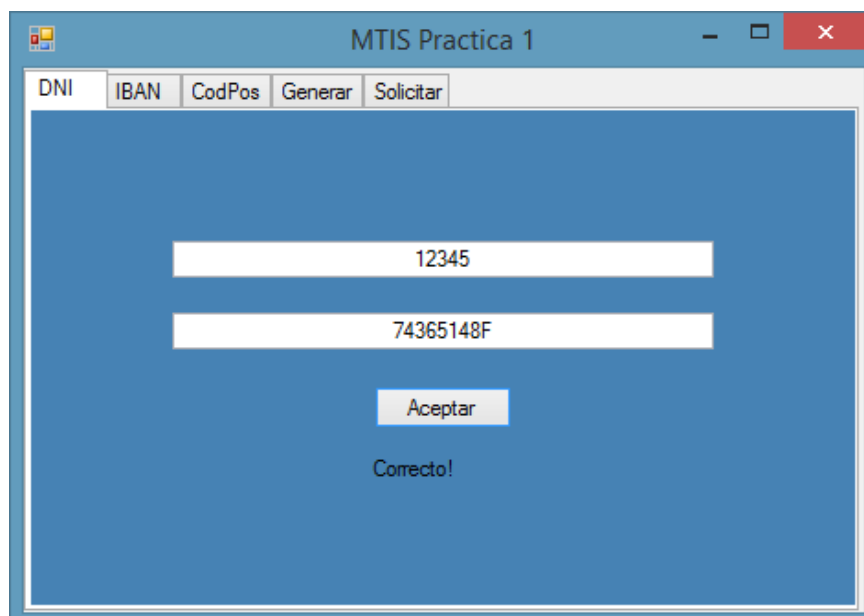 MTIS Practica 1
DNI IBAN CodPos Generar Solicitar
12345
74365148F
Aceptar
Correcto!